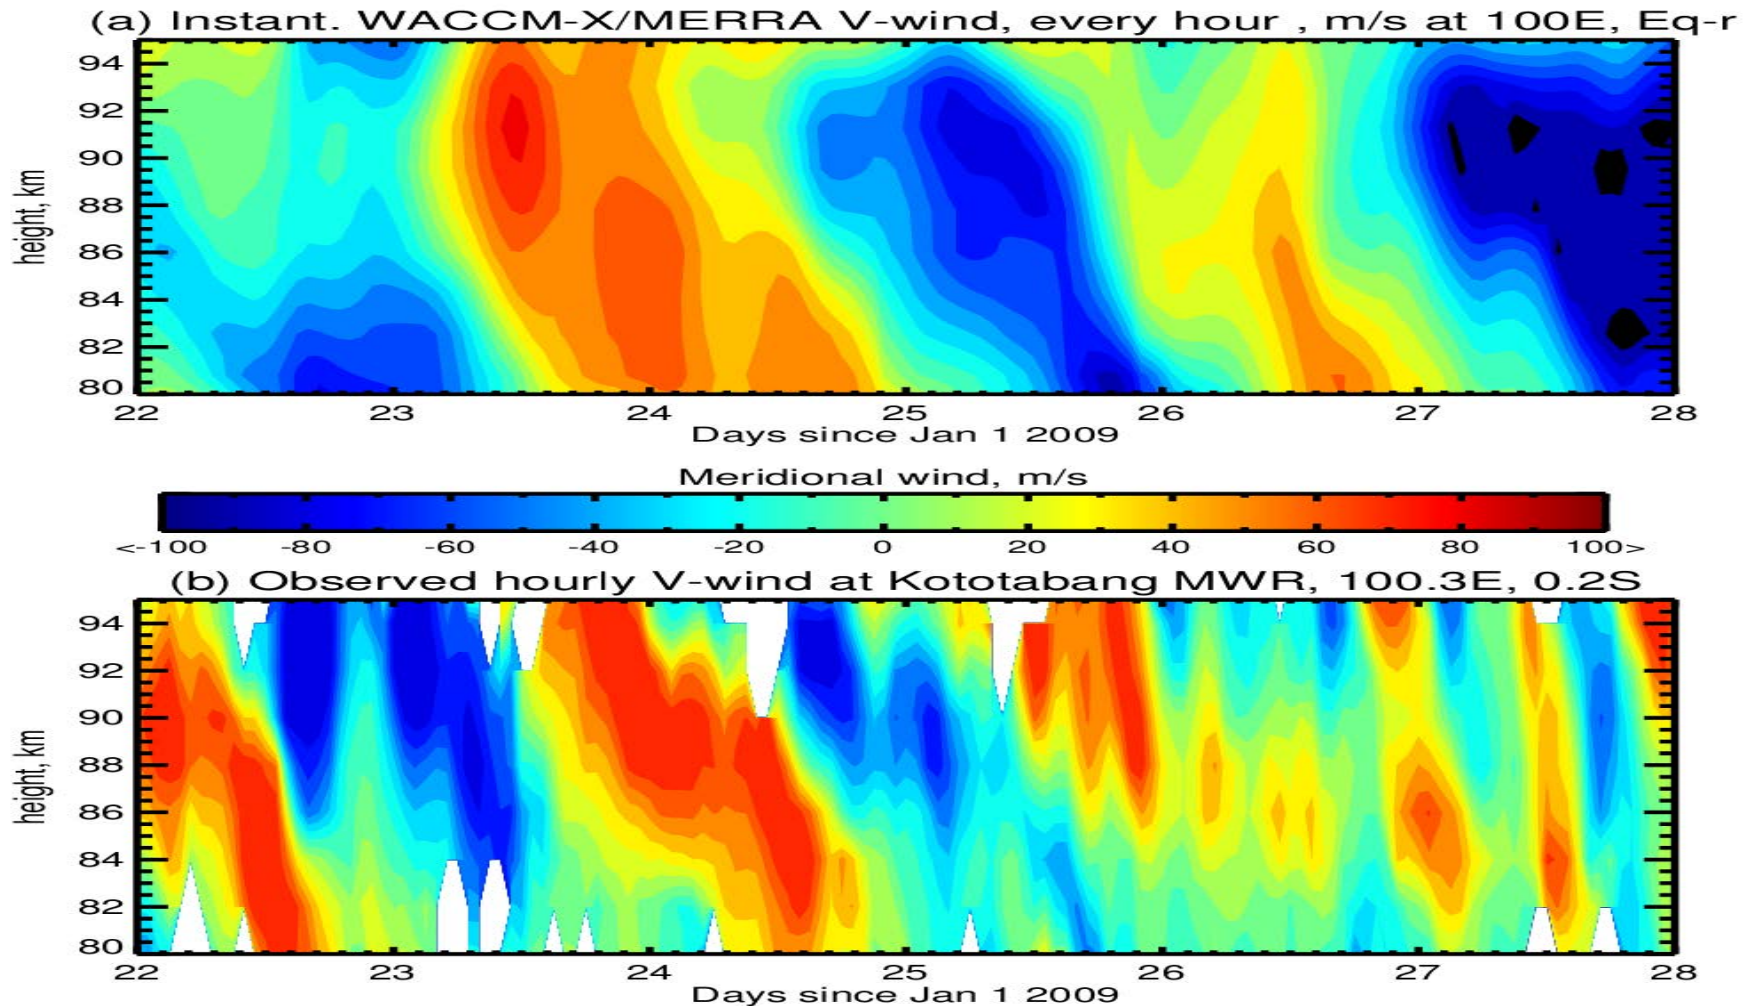 (a) Instant. WACCM-X/MERRA V-wind, every hour , m/s at 100E, Eq-r
height, km
94
92
90
88
86
84
82
80
22 23 24 25 26 27 28
Days since Jan 1 2009
Meridional wind, m/s
<-100 -80 -60 -40 -20 0 20 40 60 80 100>
(b) Observed hourly V-wind at Kototabang MWR, 100.3E, 0.2S
height, km
94
92
90
88
86
84
82
80
22 23 24 25 26 27 28
Days since Jan 1 2009